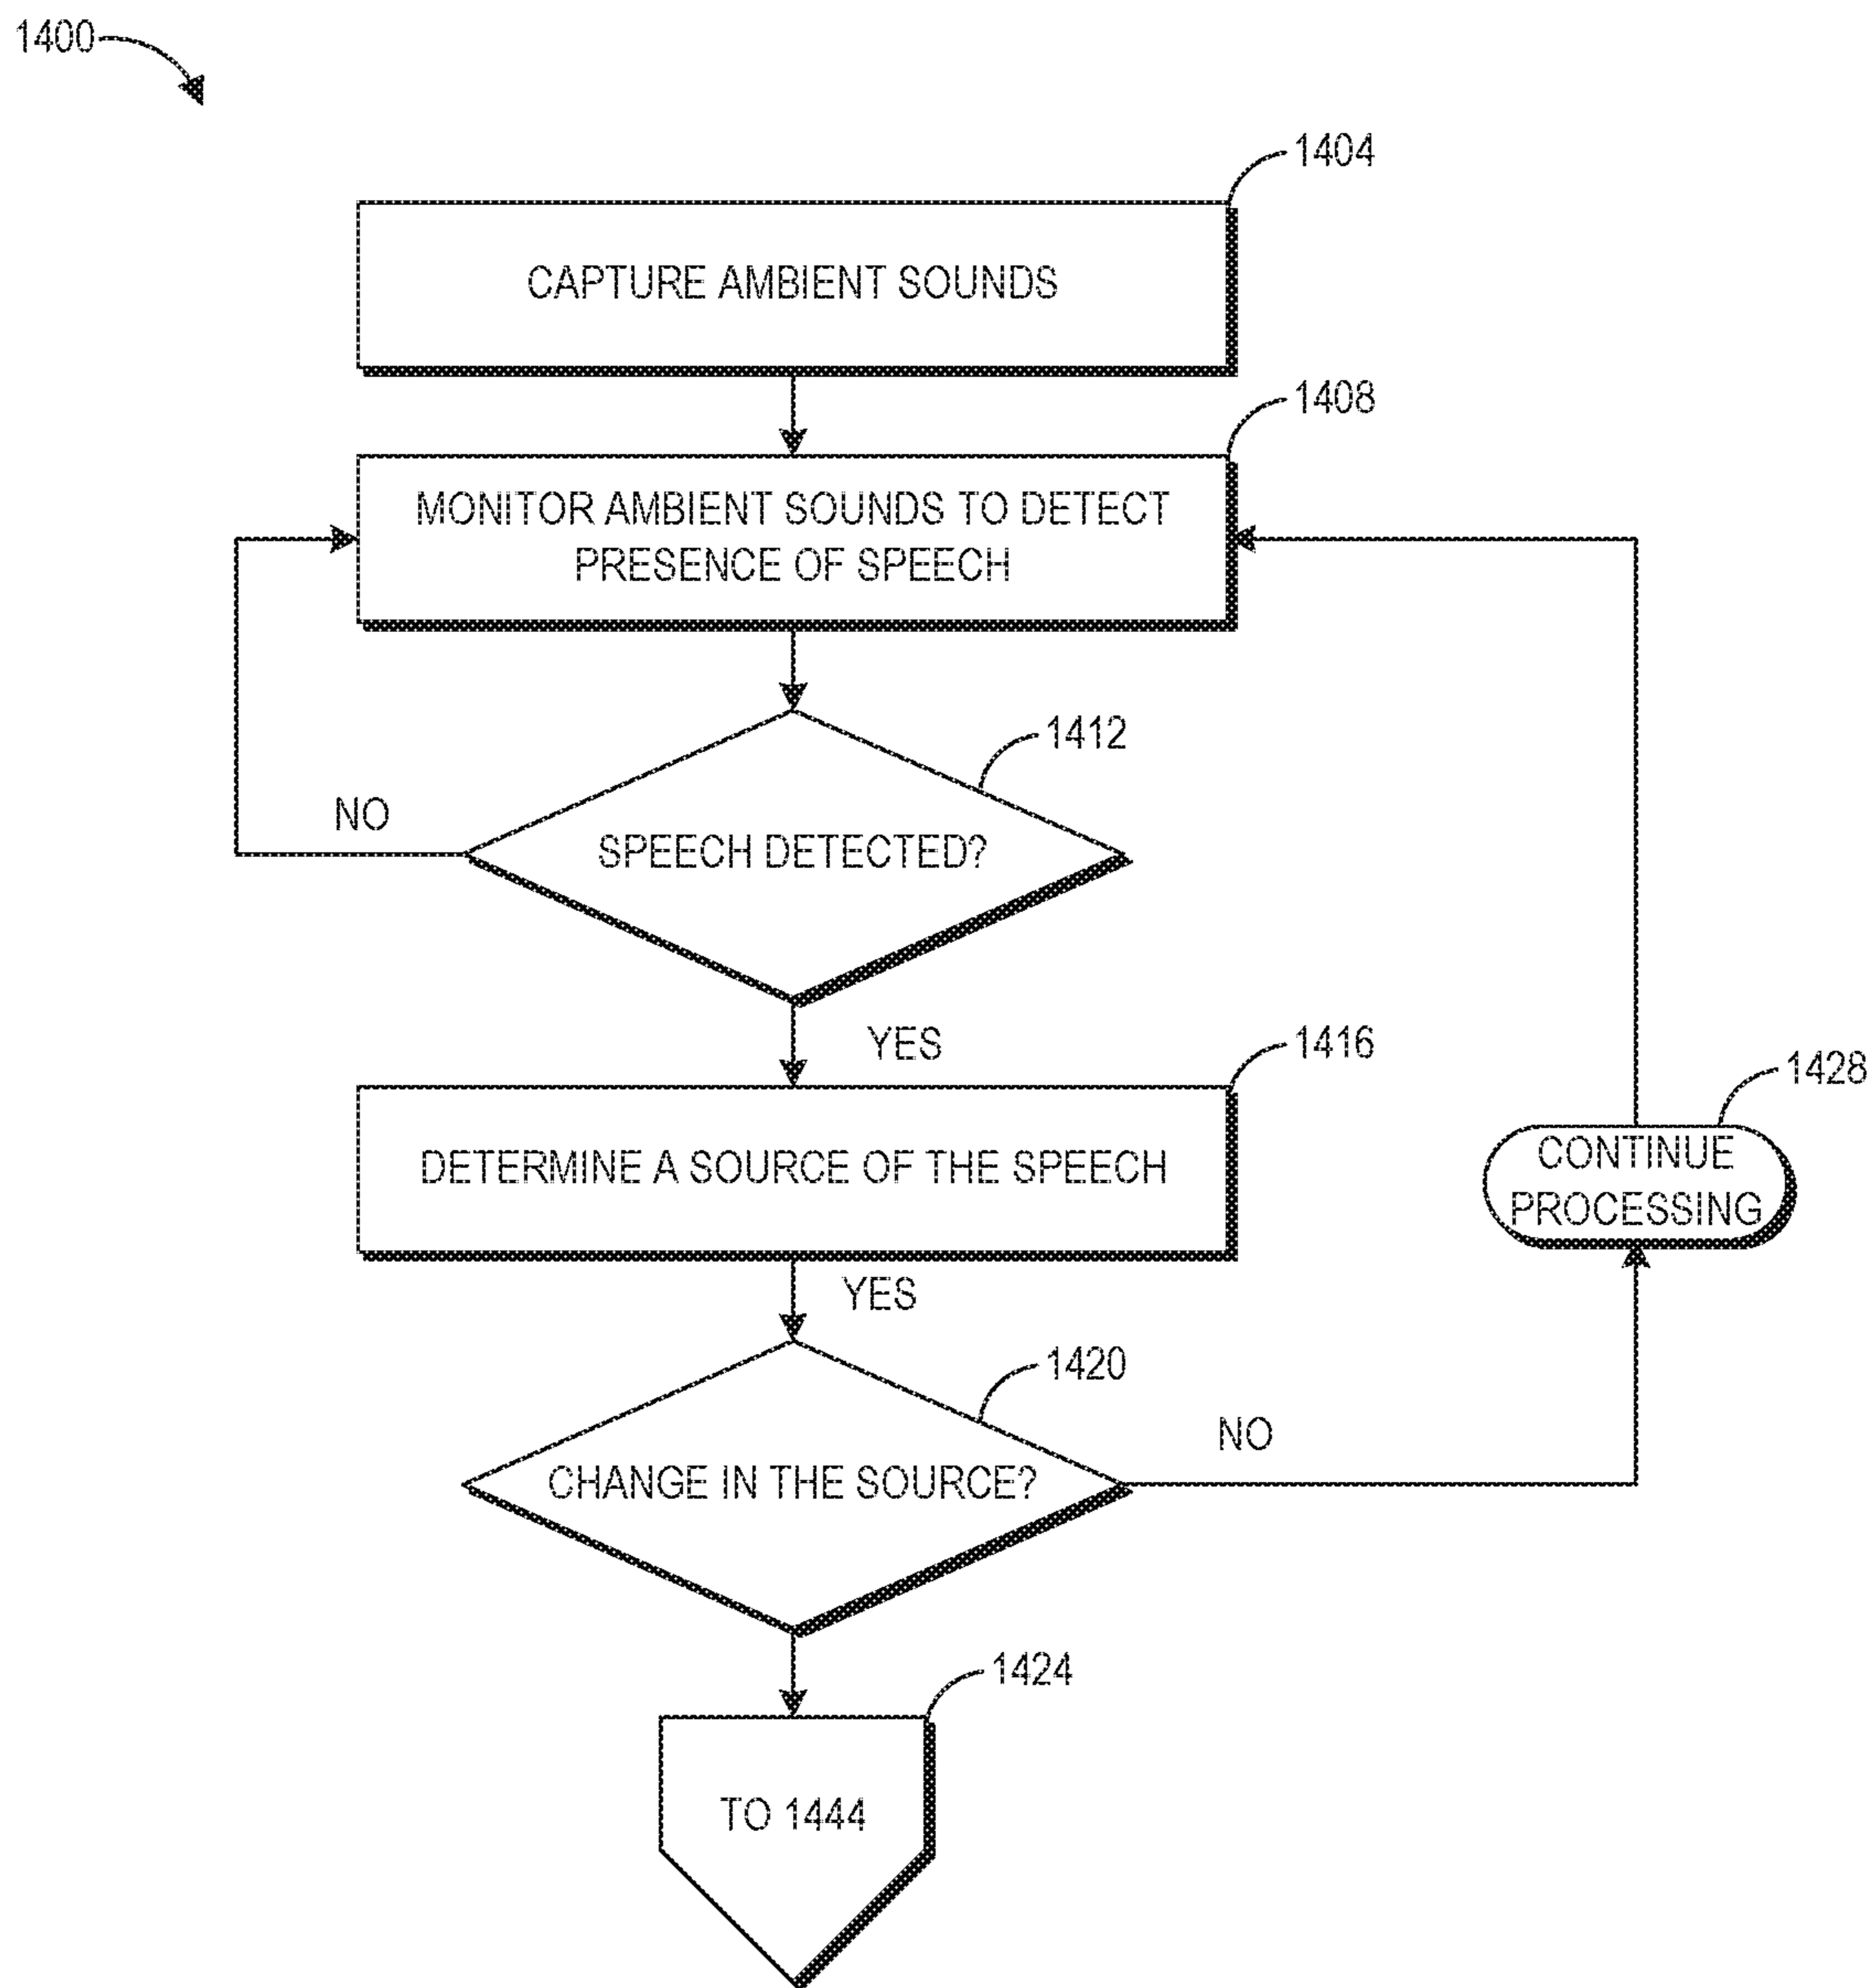 1400
1404
CAPTURE AMBIENT SOUNDS
1408
MONITOR AMBIENT SOUNDS TO DETECT
PRESENCE OF SPEECH
1412
NO
SPEECH DETECTED?
YES
1416
DETERMINE A SOURCE OF THE SPEECH
1428
CONTINUE
PROCESSING
YES
1420
NO
CHANGE IN THE SOURCE?
1424
TO 1444